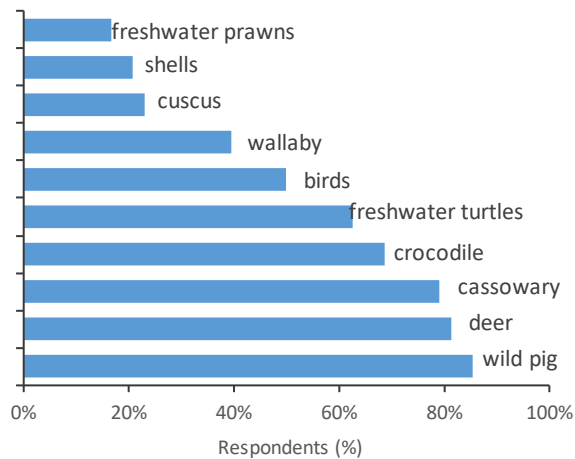 freshwater prawns
shells
cuscus
wallaby
birds
freshwater turtles
crocodile
cassowary
deer
wild pig
0% 20% 40% 60% 80% 100%
Respondents (%)